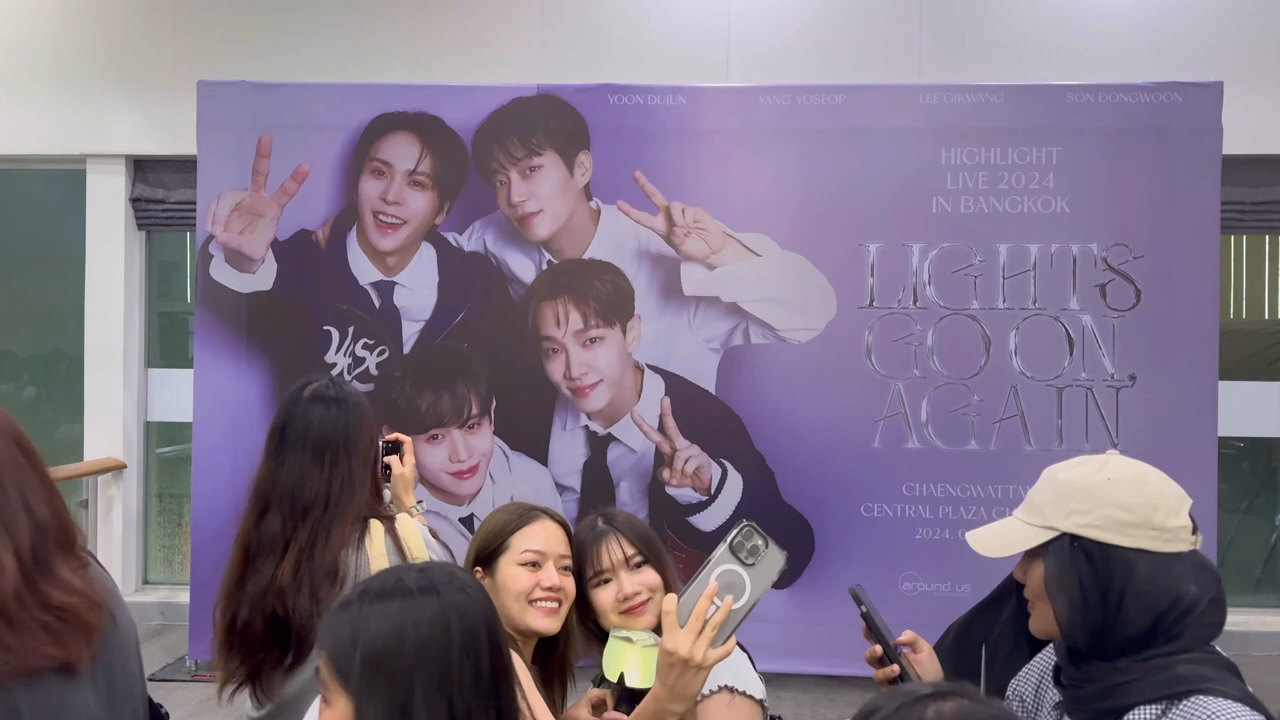 YOON DUJUN YANG YOSEOP LEE GIKWANG SON DONGWOON
HIGHLIGHT
LIVE 2024
IN BANGKOK
LIGHTS
GO ON,
AGAIN
CENTRAL PLAZA
2024.
around us